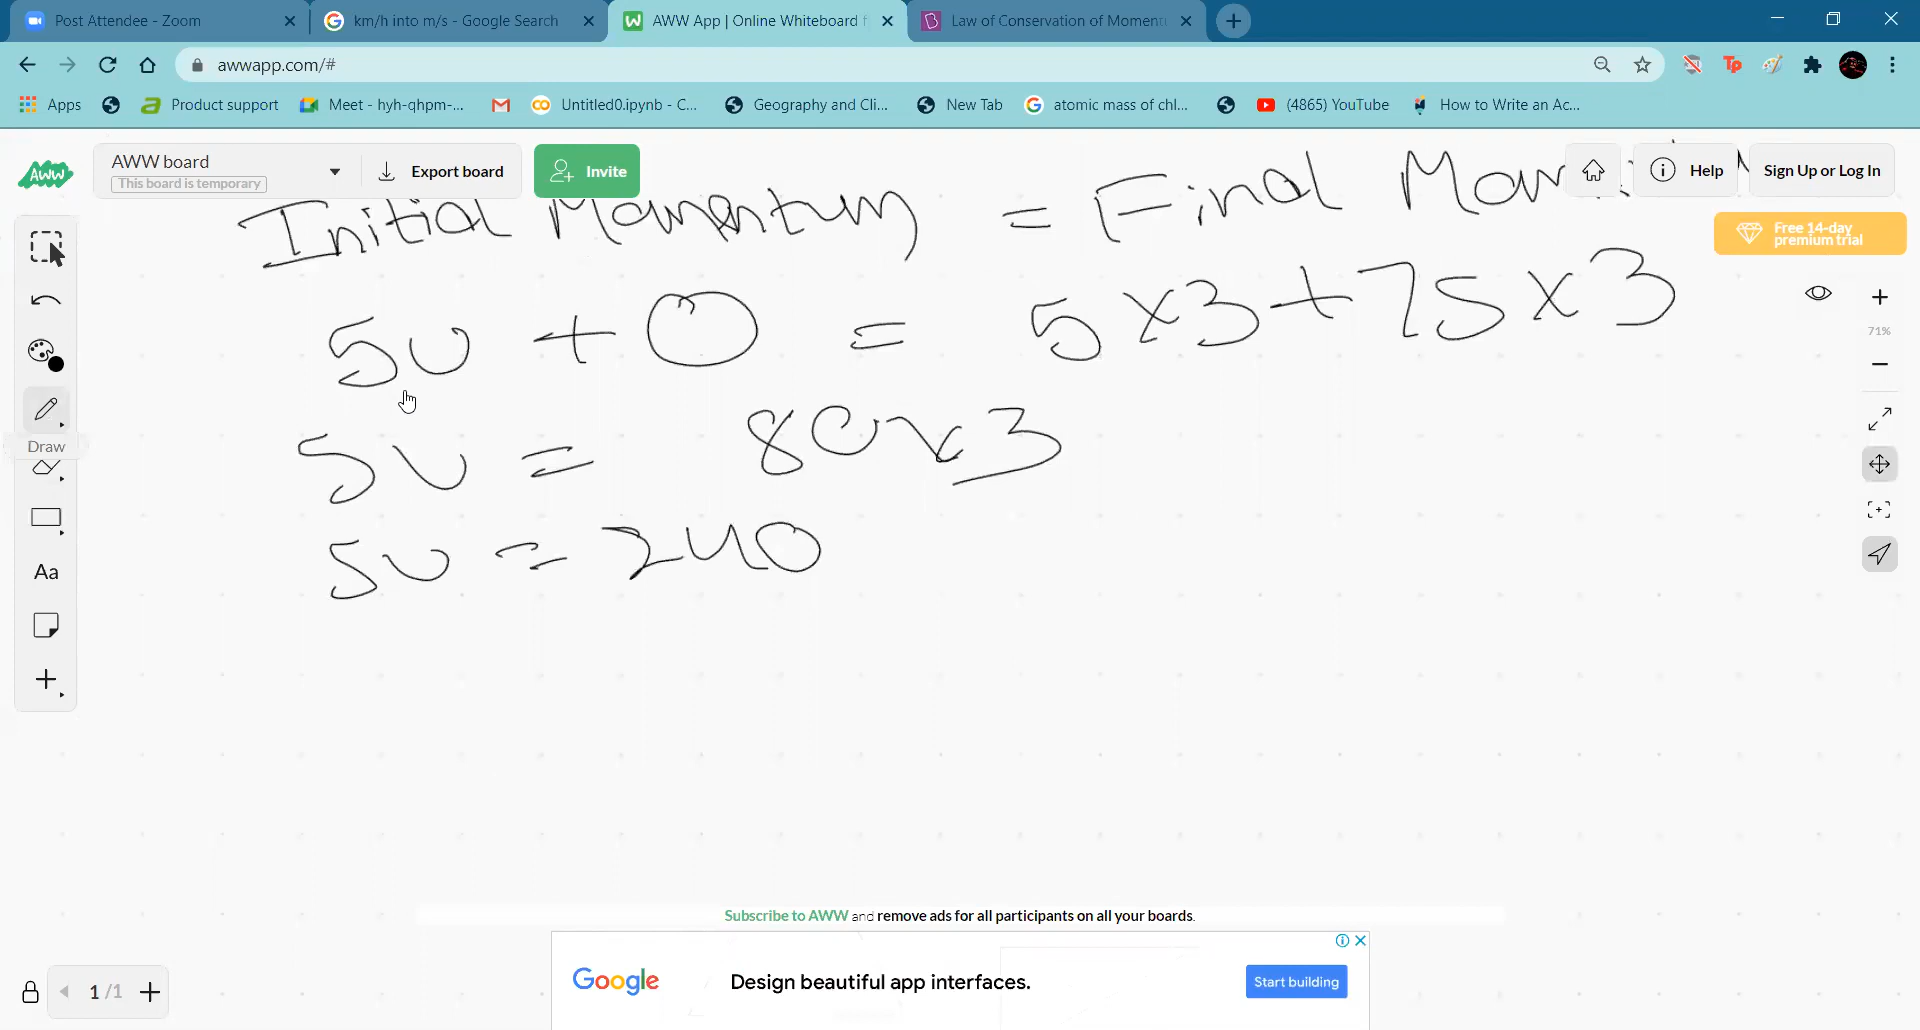 Post Attendee - Zoom
km/h into m/s - Google Search
AWW App | Online Whiteboard f
Law of Conservation of Moment
awwapp.com/#
Apps
Product support
Meet - hyh-qhpm-...
Untitled0.ipynb - C...
Geography and Cli...
New Tab
atomic mass of chl...
(4865) YouTube
How to Write an Ac...
AWW
AWW board
This board is temporary
Export board
Invite
Help
Sign Up or Log In
Free 14-day
premium trial
Initial Momentum = Final Mom
5u + 0 = 5x3+75x3
5u = 80x3
5u = 240
71%
Draw
Aa
Subscribe to AWW and remove ads for all participants on all your boards.
Google
Design beautiful app interfaces.
Start building
1 /1